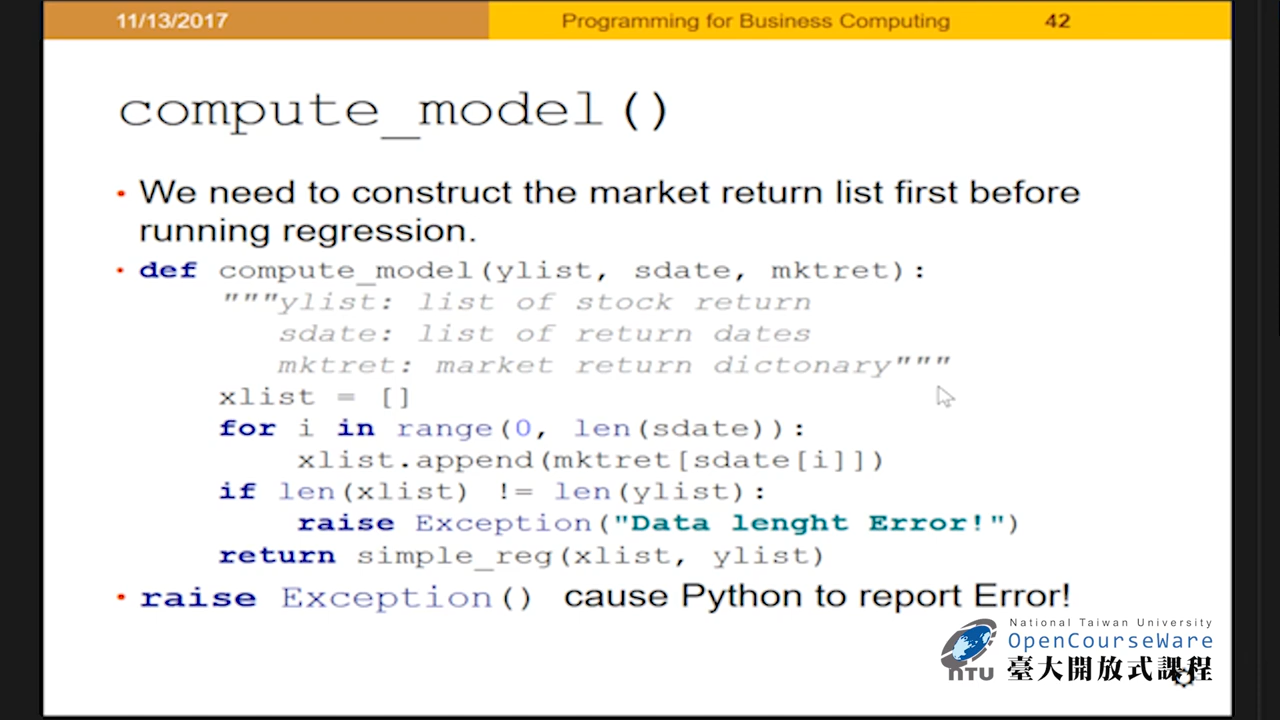 11/13/2017 Programming for Business Computing 42
compute_model()
• We need to construct the market return list first before
running regression.
• def compute_model(ylist, sdate, mktret):
"""ylist: list of stock return
sdate: list of return dates
mktret: market return dictonary"""
xlist = []
for i in range(0, len(sdate)):
xlist.append(mktret[sdate[i]])
if len(xlist) != len(ylist):
raise Exception("Data lenght Error!")
return simple_reg(xlist, ylist)
• raise Exception() cause Python to report Error!
National Taiwan University
OpenCourseWare
NTU 臺大開放式課程